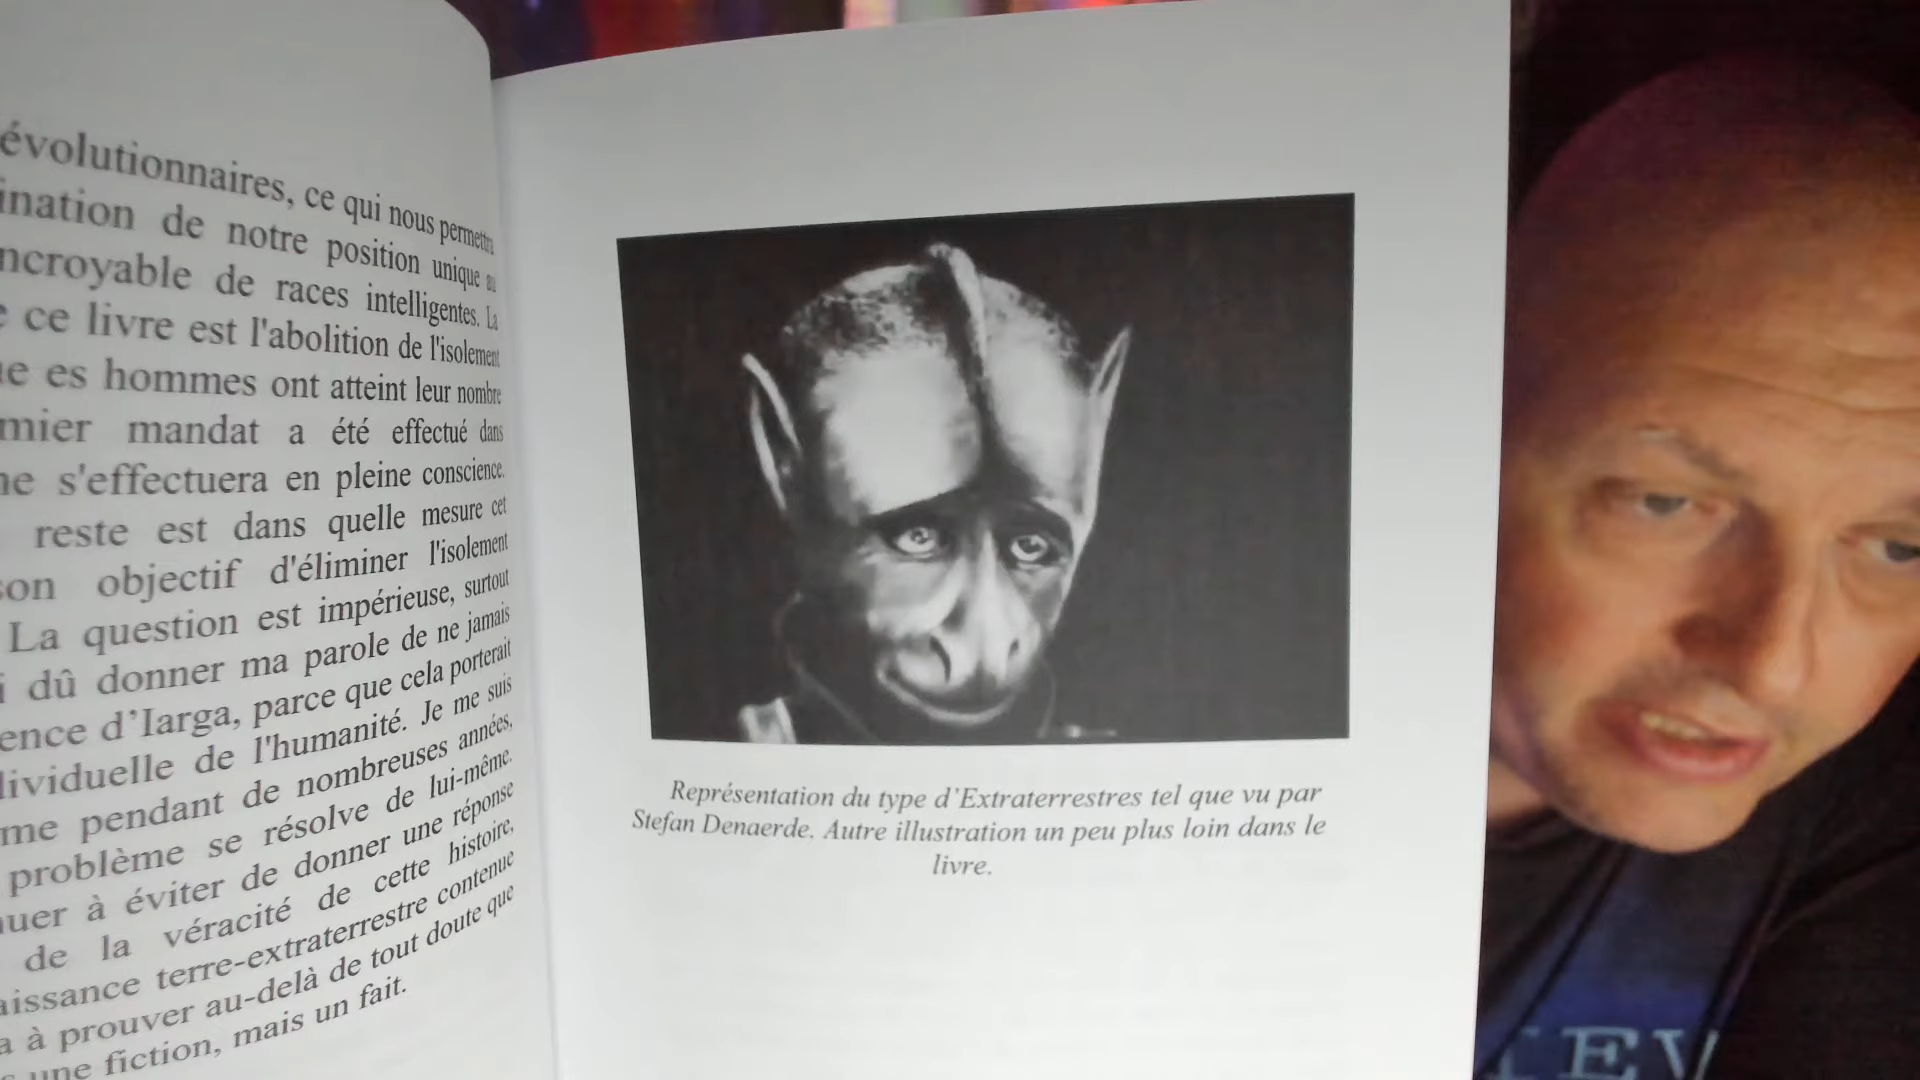 évolutionnaires, ce qui nous permettra
ination de notre position unique au
ncroyable de races intelligentes. La
ce livre est l'abolition de l'isolement
ue es hommes ont atteint leur nombre
mier mandat a été effectué dans
ne s'effectuera en pleine conscience.
reste est dans quelle mesure cet
son objectif d'éliminer l'isolement
La question est impérieuse, surtout
i dû donner ma parole de ne jamais
ence d'Iarga, parce que cela porterait
dividuelle de l'humanité. Je me suis
me pendant de nombreuses années,
problème se résolve de lui-même.
nuer à éviter de donner une réponse
de la véracité de cette histoire,
aissance terre-extraterrestre contenue
a à prouver au-delà de tout doute que
s une fiction, mais un fait.
Représentation du type d'Extraterrestres tel que vu par
Stefan Denaerde. Autre illustration un peu plus loin dans le
livre.
TEV